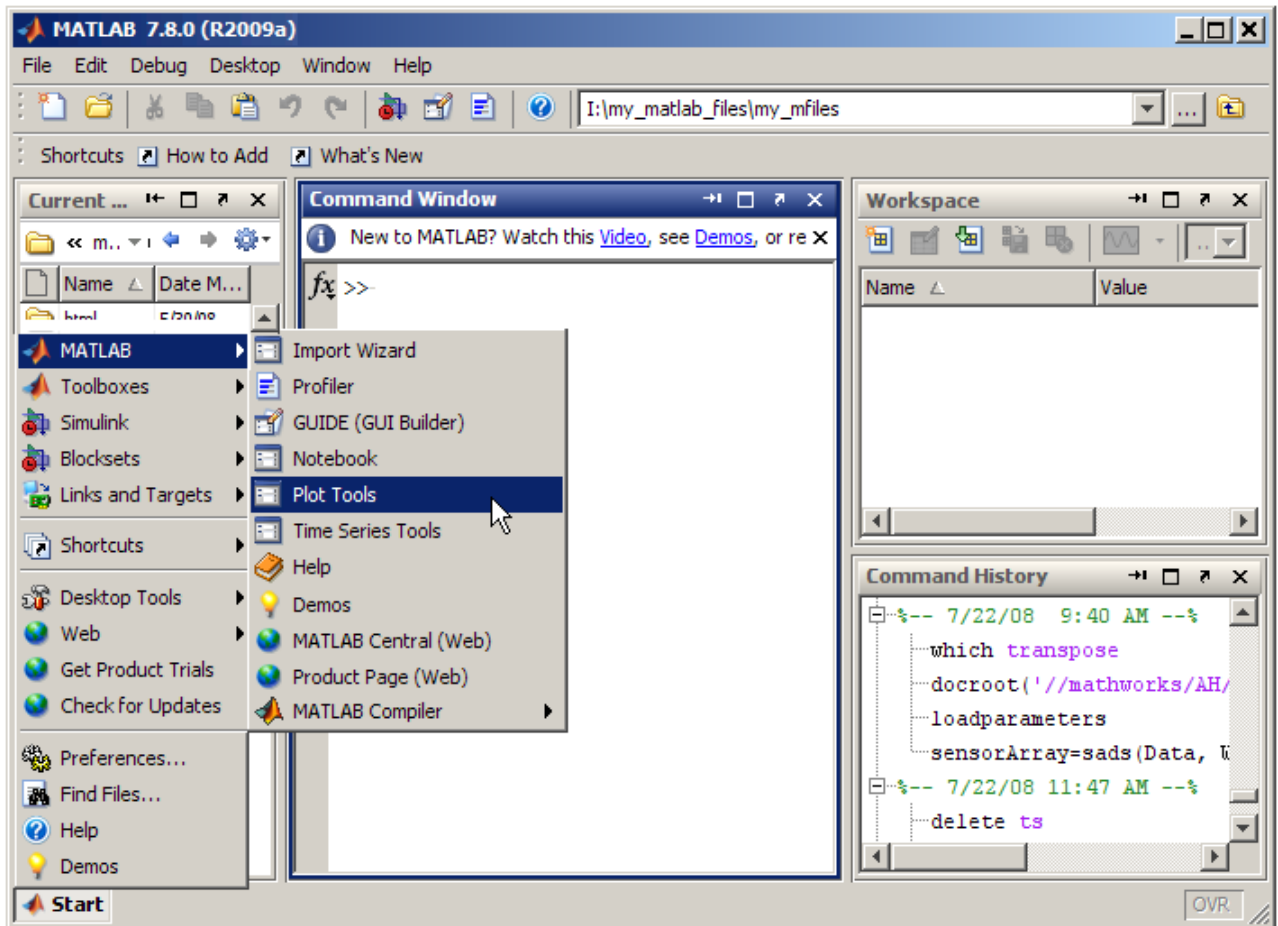 MATLAB 7.8.0 (R2009a)
File Edit Debug Desktop Window Help
I:\my_matlab_files\my_mfiles
...
Shortcuts How to Add What's New
Current ...
« m..
Name Date M...
html 5/30/08
Command Window
New to MATLAB? Watch this Video, see Demos, or re
fx >>
Workspace
..
Name Value
MATLAB
Toolboxes
Simulink
Blocksets
Links and Targets
Shortcuts
Desktop Tools
Web
Get Product Trials
Check for Updates
Preferences...
Find Files...
Help
Demos
Import Wizard
Profiler
GUIDE (GUI Builder)
Notebook
Plot Tools
Time Series Tools
Help
Demos
MATLAB Central (Web)
Product Page (Web)
MATLAB Compiler
Command History
%-- 7/22/08 9:40 AM --%
which transpose
docroot('//mathworks/AH/
loadparameters
sensorArray=sads(Data, W
%-- 7/22/08 11:47 AM --%
delete ts
Start
OVR